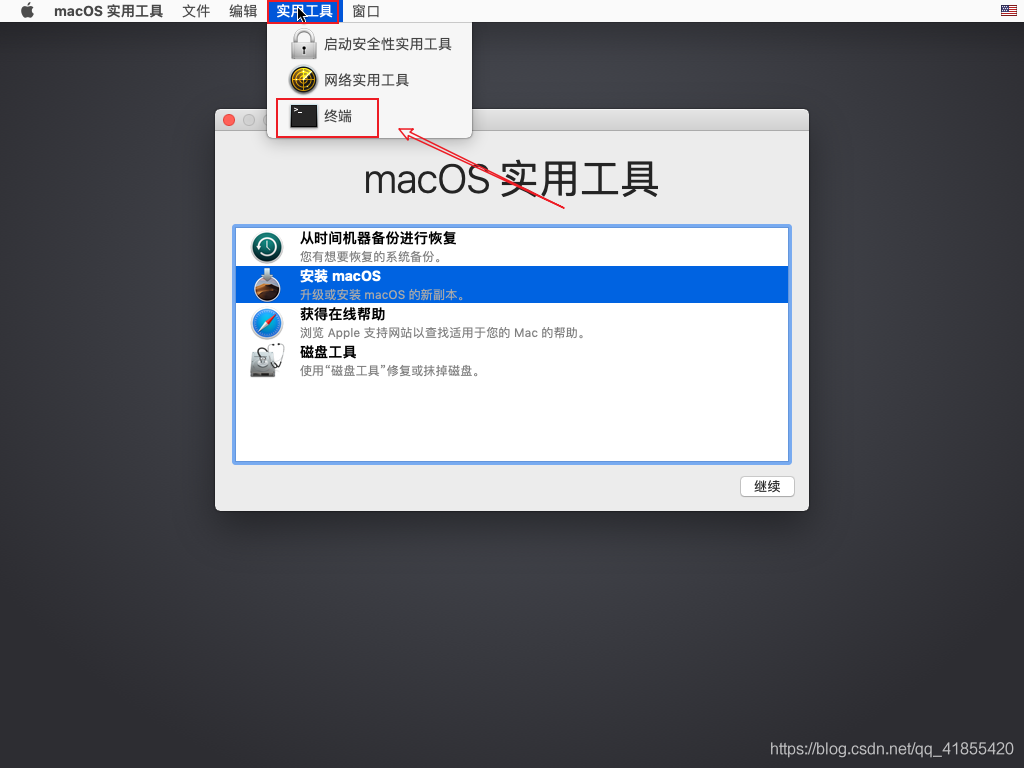 macOS 实用工具 文件 编辑 实用工具 窗口
启动安全性实用工具
网络实用工具
>_ 终端
macOS 实用工具
从时间机器备份进行恢复
您有想要恢复的系统备份。
安装 macOS
升级或安装 macOS 的新副本。
获得在线帮助
浏览 Apple 支持网站以查找适用于您的 Mac 的帮助。
磁盘工具
使用“磁盘工具”修复或抹掉磁盘。
继续
https://blog.csdn.net/qq_41855420